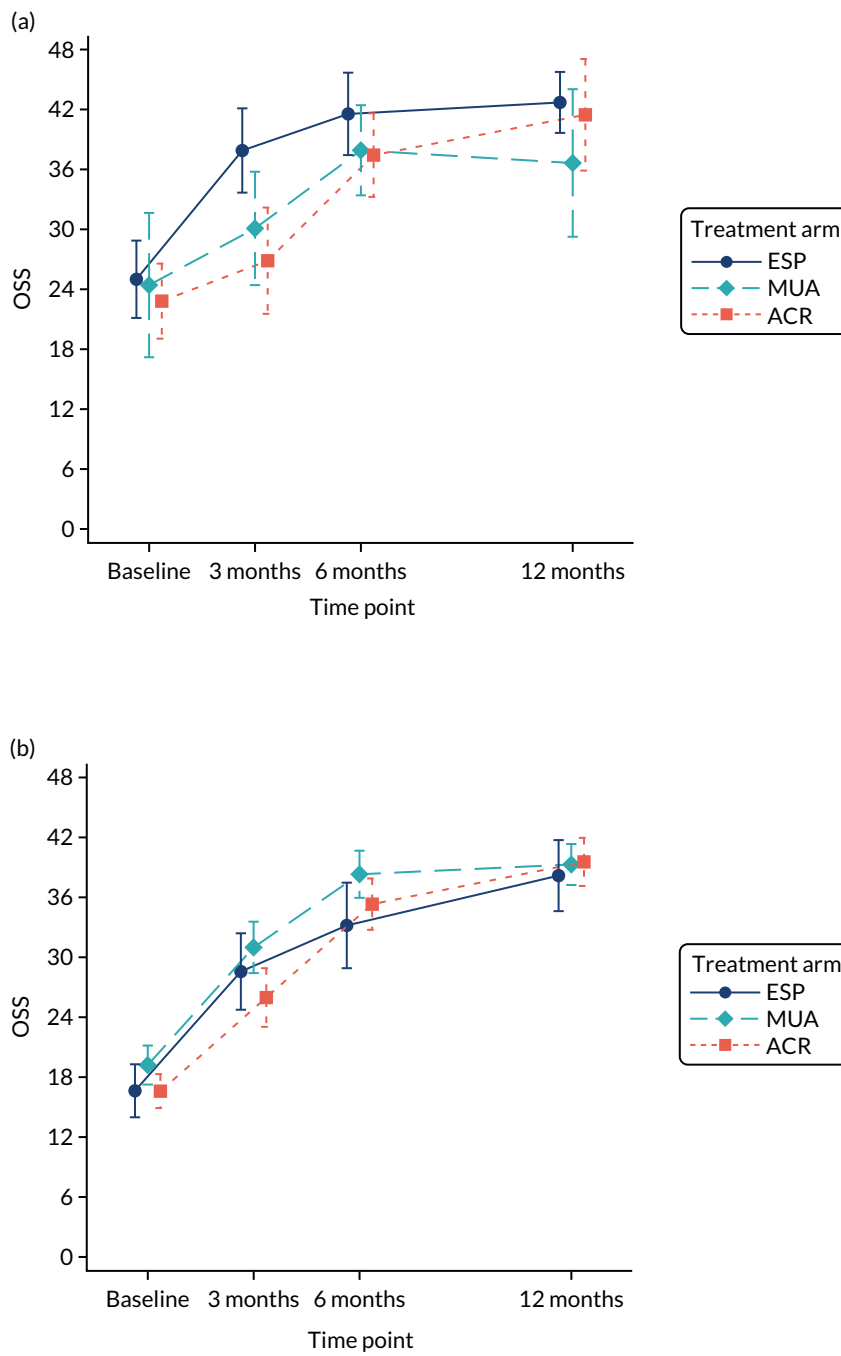 (a)
48
42
36
30
24
18
12
6
0
OSS
Baseline 3 months 6 months 12 months
Time point
Treatment arm
ESP
MUA
ACR
(b)
48
42
36
30
24
18
12
6
0
OSS
Baseline 3 months 6 months 12 months
Time point
Treatment arm
ESP
MUA
ACR